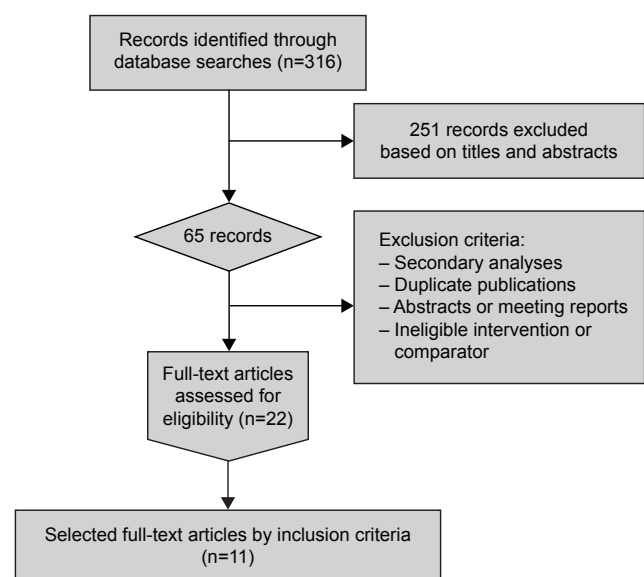 Records identified through
database searches (n=316)
251 records excluded
based on titles and abstracts
65 records
Exclusion criteria:
– Secondary analyses
– Duplicate publications
– Abstracts or meeting reports
– Ineligible intervention or
comparator
Full-text articles
assessed for
eligibility (n=22)
Selected full-text articles by inclusion criteria
(n=11)